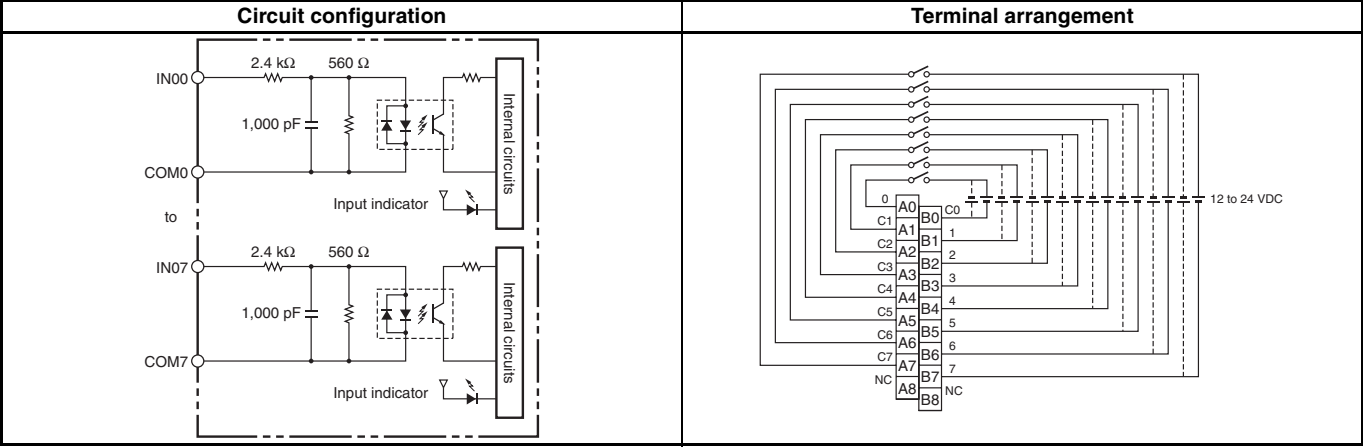 Circuit configuration
Terminal arrangement
IN00
2.4 kΩ
560 Ω
1,000 pF
COM0
Input indicator
Internal circuits
to
IN07
2.4 kΩ
560 Ω
1,000 pF
COM7
Input indicator
Internal circuits
12 to 24 VDC
0
A0
B0
C0
C1
A1
B1
1
C2
A2
B2
2
C3
A3
B3
3
C4
A4
B4
4
C5
A5
B5
5
C6
A6
B6
6
C7
A7
B7
7
NC
A8
B8
NC